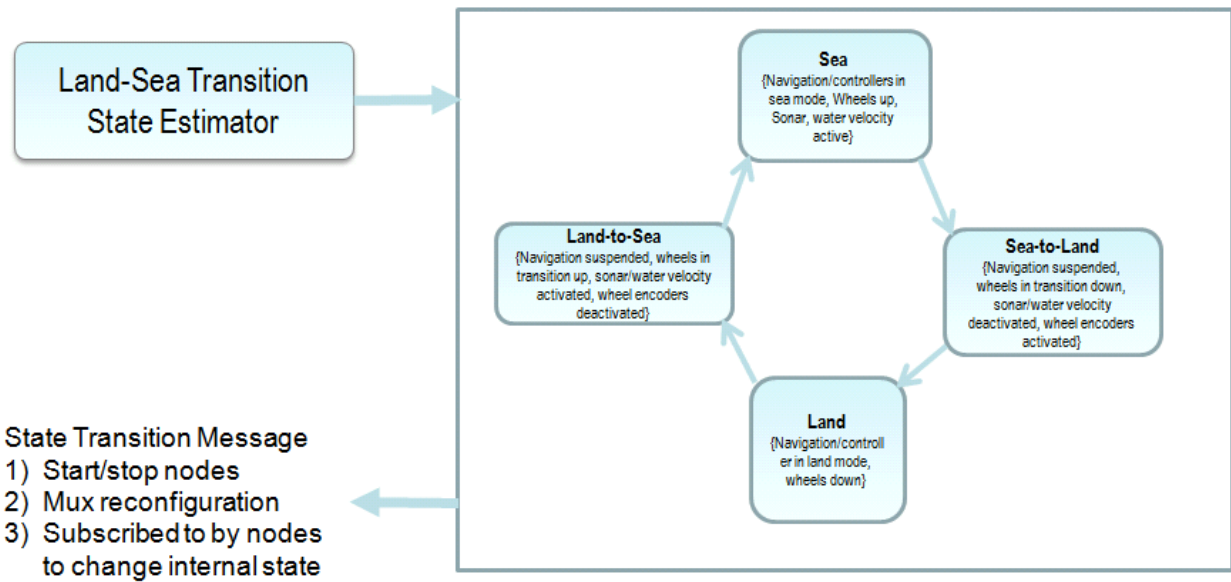 Land-Sea Transition
State Estimator
Sea
{Navigation/controllers in
sea mode, Wheels up,
Sonar, water velocity
active}
Land-to-Sea
{Navigation suspended, wheels in
transition up, sonar/water velocity
activated, wheel encoders
deactivated}
Sea-to-Land
{Navigation suspended,
wheels in transition down,
sonar/water velocity
deactivated, wheel encoders
activated}
Land
{Navigation/controll
er in land mode,
wheels down}
State Transition Message
1) Start/stop nodes
2) Mux reconfiguration
3) Subscribed to by nodes
to change internal state